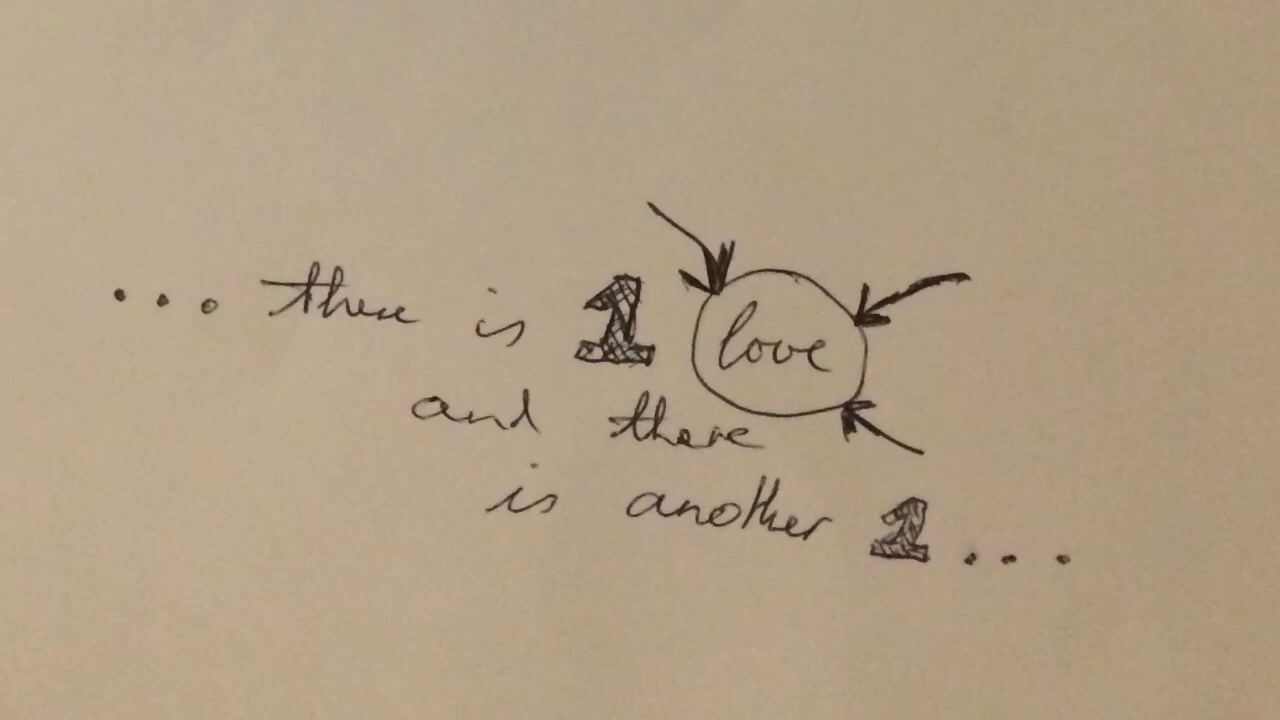 ... there is 1 love
and there
is another 1...